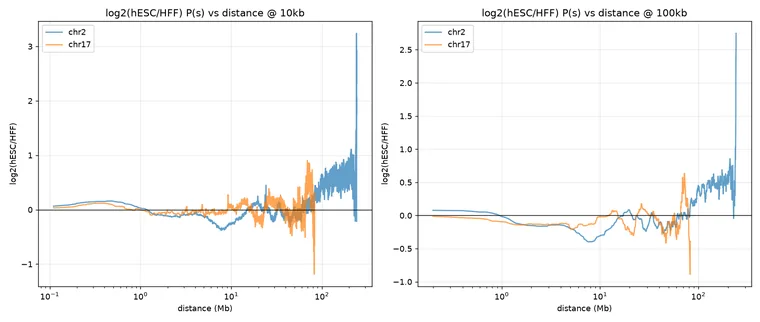 log2(hESC/HFF) P(s) vs distance @ 10kb
log2(hESC/HFF)
3
2
1
0
−1
chr2
chr17
10⁻¹ 10⁰ 10¹ 10²
distance (Mb)
log2(hESC/HFF) P(s) vs distance @ 100kb
log2(hESC/HFF)
2.5
2.0
1.5
1.0
0.5
0.0
−0.5
−1.0
chr2
chr17
10⁰ 10¹ 10²
distance (Mb)